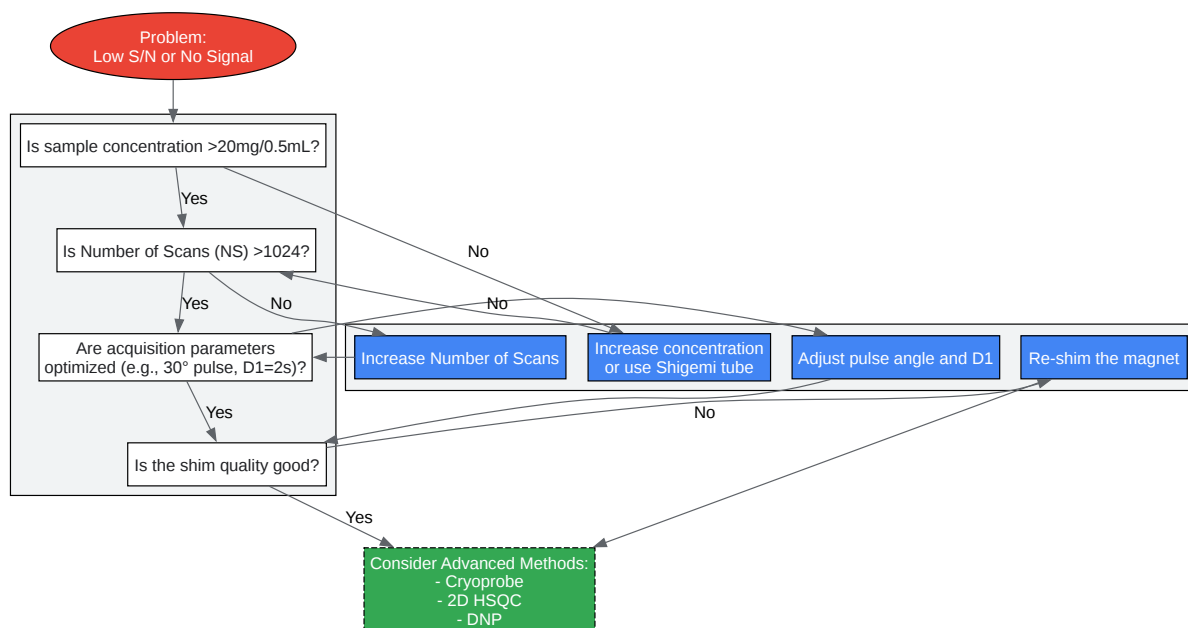 Problem:
Low S/N or No Signal
Is sample concentration >20mg/0.5mL?
Yes
No
Is Number of Scans (NS) >1024?
Yes
No
No
Are acquisition parameters
optimized (e.g., 30° pulse, D1=2s)?
Increase Number of Scans
Increase concentration
or use Shigemi tube
Adjust pulse angle and D1
Re-shim the magnet
Yes
No
Is the shim quality good?
Yes
Consider Advanced Methods:
- Cryoprobe
- 2D HSQC
- DNP